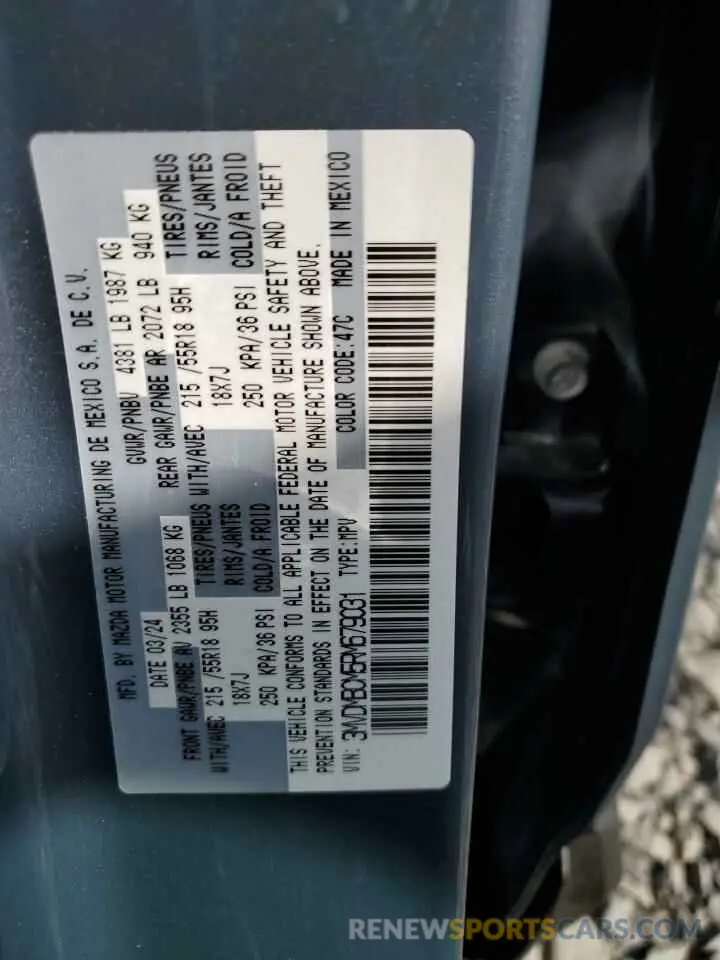 MFD. BY MAZDA MOTOR MANUFACTURING DE MEXICO S.A. DE C.V.
DATE 03/24 GVWR/PNBV 4381 LB 1987 KG
FRONT GAWR/PNBE AV 2355 LB 1068 KG REAR GAWR/PNBE AR 2072 LB 940 KG
WITH/AVEC 215 /55R18 95H TIRES/PNEUS WITH/AVEC 215 /55R18 95H TIRES/PNEUS
18X7J RIMS/JANTES 18X7J RIMS/JANTES
250 KPA/36 PSI COLD/A FROID 250 KPA/36 PSI COLD/A FROID
THIS VEHICLE CONFORMS TO ALL APPLICABLE FEDERAL MOTOR VEHICLE SAFETY AND THEFT
PREVENTION STANDARDS IN EFFECT ON THE DATE OF MANUFACTURE SHOWN ABOVE.
VIN: 3MVDMBCM5RM679031 TYPE:MPV COLOR CODE:47C MADE IN MEXICO
RENEWSPORTSCARS.COM